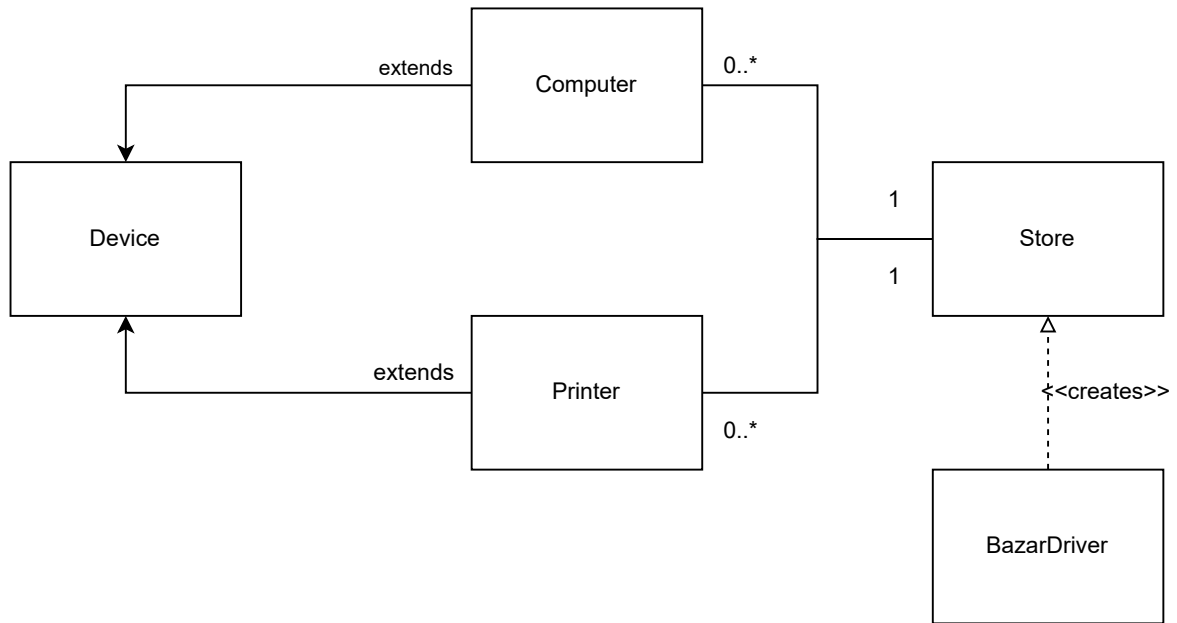 Computer
0..*
extends
Device
1
Store
1
extends
Printer
0..*
<<creates>>
BazarDriver